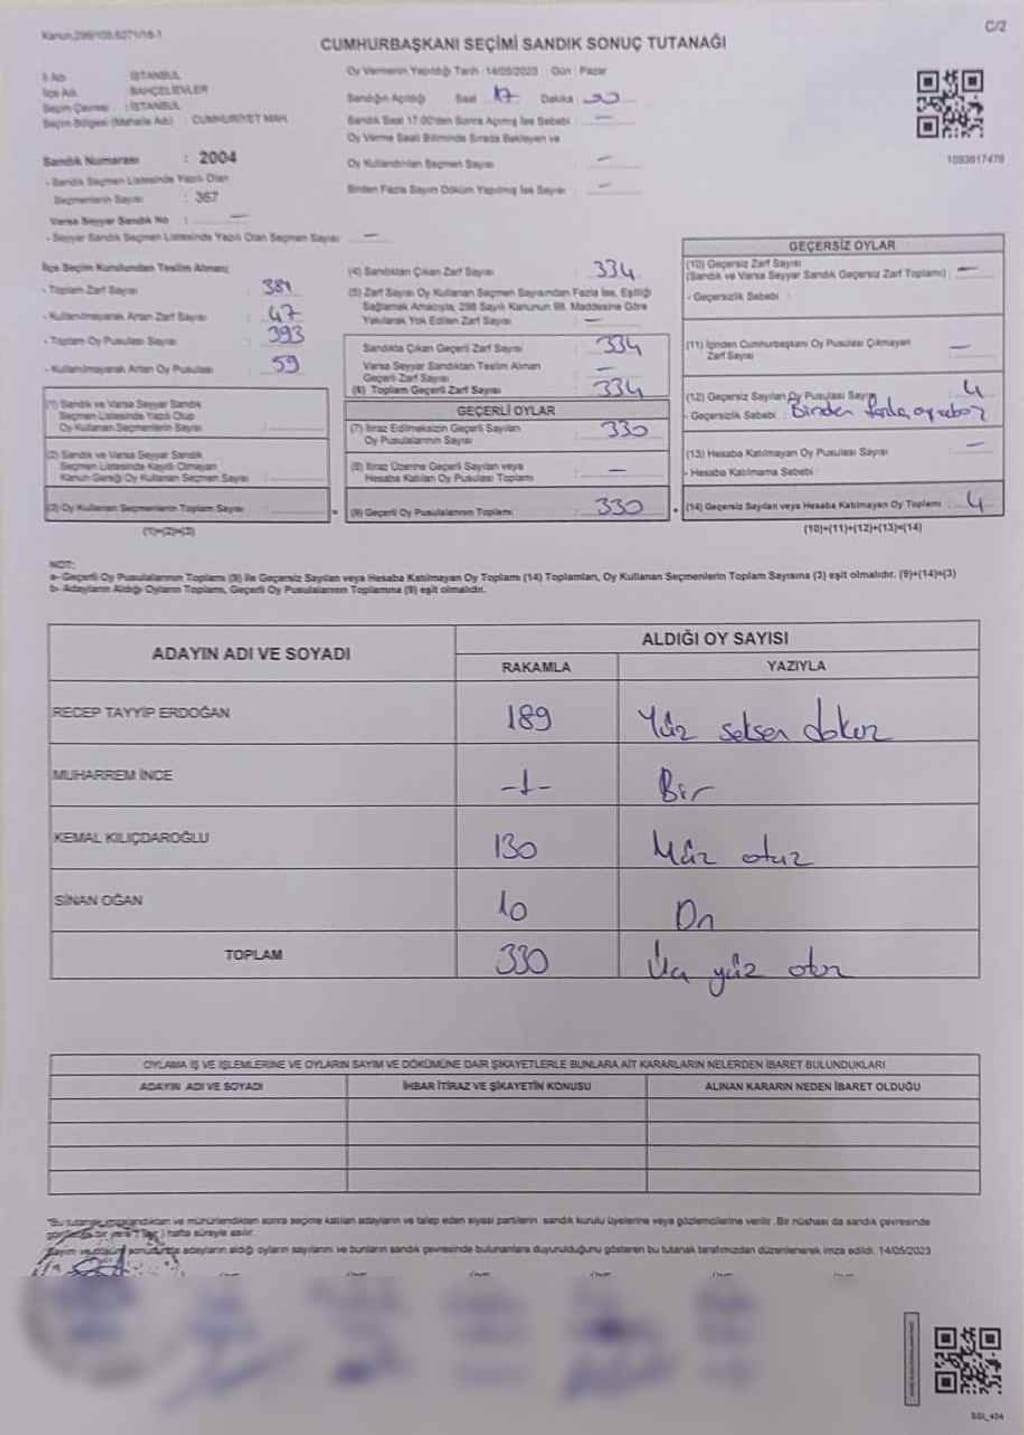 Kanun.298/105,6271/18-1
C/2
CUMHURBAŞKANI SEÇİMİ SANDIK SONUÇ TUTANAĞI
İl Adı : İSTANBUL
İlçe Adı : BAHÇELİEVLER
Seçim Çevresi : İSTANBUL
Seçim Bölgesi (Mahalle Adı) : CUMHURİYET MAH.
Sandık Numarası : 2004
- Sandık Seçmen Listesinde Yazılı Olan
Seçmenlerin Sayısı : 367
Varsa Seyyar Sandık No : —
- Seyyar Sandık Seçmen Listesinde Yazılı Olan Seçmen Sayısı —
Oy Vermenin Yapıldığı Tarih : 14/05/2023 Gün : Pazar
Sandığın Açıldığı Saat 17 Dakika
Sandık Saat 17.00'den Sonra Açılmış İse Sebebi : —
Oy Verme Saati Bitiminde Sırada Bekleyen ve
Oy Kullandırılan Seçmen Sayısı —
Birden Fazla Sayım Döküm Yapılmış İse Sayısı : —
1093617478
İlçe Seçim Kurulundan Teslim Alınan;
- Toplam Zarf Sayısı : 381
- Kullanılmayarak Artan Zarf Sayısı : 47
- Toplam Oy Pusulası Sayısı : 393
- Kullanılmayarak Artan Oy Pusulası : 59
(1) Sandık ve Varsa Seyyar Sandık
Seçmen Listesinde Yazılı Olup
Oy Kullanan Seçmenlerin Sayısı :
(2) Sandık ve Varsa Seyyar Sandık
Seçmen Listesinde Kayıtlı Olmayan
Kanun Gereği Oy Kullanan Seçmen Sayısı :
(3) Oy Kullanan Seçmenlerin Toplam Sayısı :
(1)+(2)=(3)
(4) Sandıktan Çıkan Zarf Sayısı : 334
(5) Zarf Sayısı Oy Kullanan Seçmen Sayısından Fazla İse, Eşitliği
Sağlamak Amacıyla, 298 Sayılı Kanunun 98. Maddesine Göre
Yakılarak Yok Edilen Zarf Sayısı : —
Sandıkta Çıkan Geçerli Zarf Sayısı : 334
Varsa Seyyar Sandıktan Teslim Alınan
Geçerli Zarf Sayısı : —
(6) Toplam Geçerli Zarf Sayısı : 334
GEÇERLİ OYLAR
(7) İtiraz Edilmeksizin Geçerli Sayılan
Oy Pusulalarının Sayısı : 330
(8) İtiraz Üzerine Geçerli Sayılan veya
Hesaba Katılan Oy Pusulası Toplamı : —
(9) Geçerli Oy Pusulalarının Toplamı : 330
GEÇERSİZ OYLAR
(10) Geçersiz Zarf Sayısı
(Sandık ve Varsa Seyyar Sandık Geçersiz Zarf Toplamı) : —
- Geçersizlik Sebebi :
(11) İçinden Cumhurbaşkanı Oy Pusulası Çıkmayan
Zarf Sayısı : —
(12) Geçersiz Sayılan Oy Pusulası Sayısı : 4
- Geçersizlik Sebebi : Birden fazla oy
(13) Hesaba Katılmayan Oy Pusulası Sayısı : —
- Hesaba Katılmama Sebebi :
(14) Geçersiz Sayılan veya Hesaba Katılmayan Oy Toplamı : 4
(10)+(11)+(12)+(13)=(14)
NOT:
a- Geçerli Oy Pusulalarının Toplamı (9) ile Geçersiz Sayılan veya Hesaba Katılmayan Oy Toplamı (14) Toplamları, Oy Kullanan Seçmenlerin Toplam Sayısına (3) eşit olmalıdır. (9)+(14)=(3)
b- Adayların Aldığı Oyların Toplamı, Geçerli Oy Pusulalarının Toplamına (9) eşit olmalıdır.
ADAYIN ADI VE SOYADI
ALDIĞI OY SAYISI
RAKAMLA YAZIYLA
RECEP TAYYİP ERDOĞAN 189 Yüz seksen dokuz
MUHARREM İNCE -1- Bir
KEMAL KILIÇDAROĞLU 130 Yüz otuz
SİNAN OĞAN 10 On
TOPLAM 330 Üç yüz otuz
OYLAMA İŞ VE İŞLEMLERİNE VE OYLARIN SAYIM VE DÖKÜMÜNE DAİR ŞİKAYETLERLE BUNLARA AİT KARARLARIN NELERDEN İBARET BULUNDUKLARI
ADAYIN ADI VE SOYADI İHBAR İTİRAZ VE ŞİKAYETİN KONUSU ALINAN KARARIN NEDEN İBARET OLDUĞU
"Bu tutanak imzalandıktan ve mühürlendikten sonra seçime katılan adayların ve talep eden siyasi partilerin sandık kurulu üyelerine veya gözlemcilerine verilir. Bir nüshası da sandık çevresinde
hafta süreyle asılır.
Sayım ve döküm sonucunda adayların aldığı oyların sayılarını ve bunların sandık çevresinde bulunanlara duyurulduğunu gösteren bu tutanak tarafımızdan düzenlenerek imza edildi. 14/05/2023